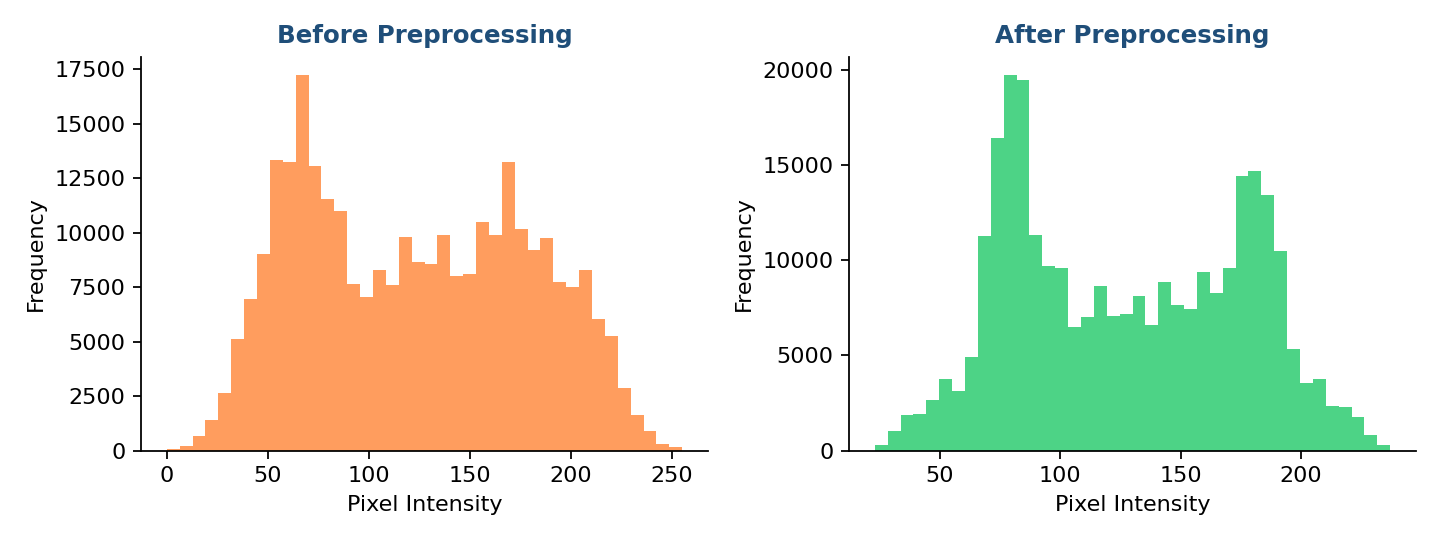 Before Preprocessing
17500
15000
12500
10000
7500
5000
2500
0
Frequency
0 50 100 150 200 250
Pixel Intensity
After Preprocessing
20000
15000
10000
5000
0
Frequency
50 100 150 200
Pixel Intensity